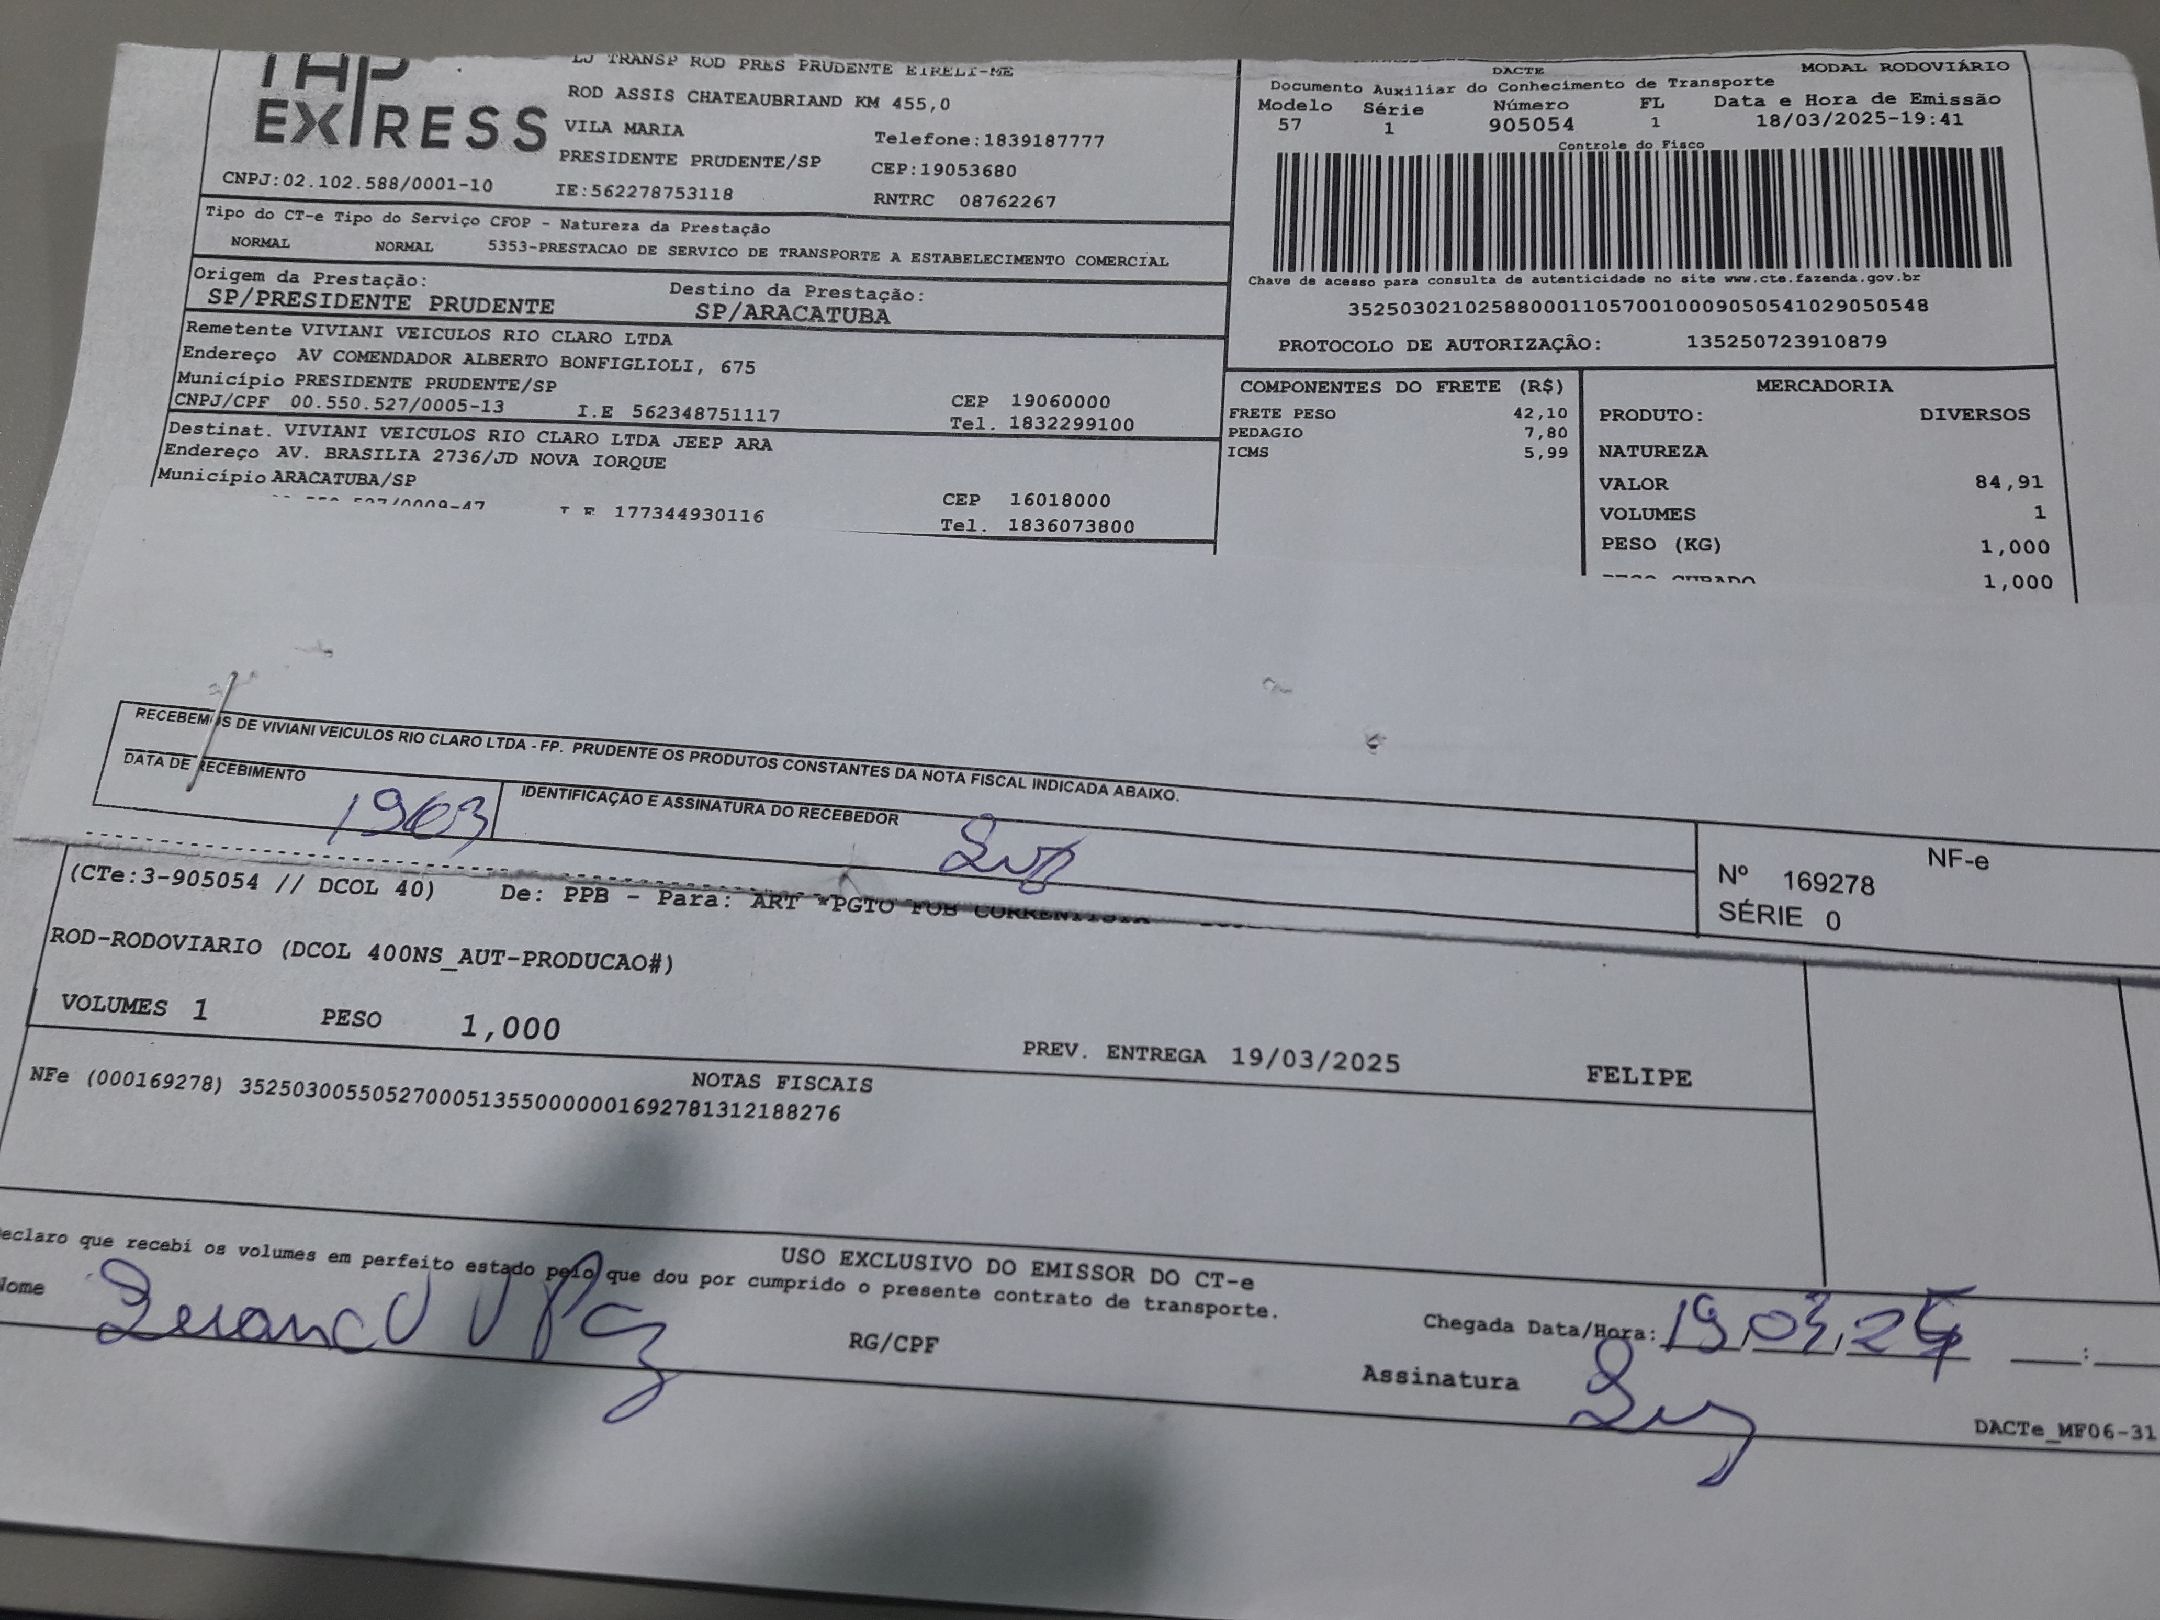 EXPRESS
LJ TRANSP ROD PRES PRUDENTE EIRELI-ME
ROD ASSIS CHATEAUBRIAND KM 455,0
VILA MARIA
Telefone:1839187777
PRESIDENTE PRUDENTE/SP
CEP:19053680
CNPJ:02.102.588/0001-10
IE:562278753118
RNTRC 08762267
DACTE
MODAL RODOVIÁRIO
Documento Auxiliar do Conhecimento de Transporte
Modelo Série Número FL Data e Hora de Emissão
57 1 905054 1 18/03/2025-19:41
Controle do Fisco
Chave de acesso para consulta de autenticidade no site www.cte.fazenda.gov.br
35250302102588000110570010009050541029050548
PROTOCOLO DE AUTORIZAÇÃO: 135250723910879
Tipo do CT-e Tipo do Serviço CFOP - Natureza da Prestação
NORMAL NORMAL 5353-PRESTACAO DE SERVICO DE TRANSPORTE A ESTABELECIMENTO COMERCIAL
Origem da Prestação: Destino da Prestação:
SP/PRESIDENTE PRUDENTE SP/ARACATUBA
Remetente VIVIANI VEICULOS RIO CLARO LTDA
Endereço AV COMENDADOR ALBERTO BONFIGLIOLI, 675
Município PRESIDENTE PRUDENTE/SP CEP 19060000
CNPJ/CPF 00.550.527/0005-13 I.E 562348751117 Tel. 1832299100
Destinat. VIVIANI VEICULOS RIO CLARO LTDA JEEP ARA
Endereço AV. BRASILIA 2736/JD NOVA IORQUE
Município ARACATUBA/SP CEP 16018000
527/0009-47 I.E 177344930116 Tel. 1836073800
COMPONENTES DO FRETE (R$)
FRETE PESO 42,10
PEDAGIO 7,80
ICMS 5,99
MERCADORIA
PRODUTO: DIVERSOS
NATUREZA
VALOR 84,91
VOLUMES 1
PESO (KG) 1,000
PESO CUBADO 1,000
RECEBEMOS DE VIVIANI VEICULOS RIO CLARO LTDA - FP. PRUDENTE OS PRODUTOS CONSTANTES DA NOTA FISCAL INDICADA ABAIXO.
DATA DE RECEBIMENTO
IDENTIFICAÇÃO E ASSINATURA DO RECEBEDOR
1903
NF-e
Nº 169278
SÉRIE 0
(CTe:3-905054 // DCOL 40) De: PPB - Para: ART *PGTO FOB CORRENTISTA
ROD-RODOVIARIO (DCOL 400NS_AUT-PRODUCAO#)
VOLUMES 1 PESO 1,000 PREV. ENTREGA 19/03/2025 FELIPE
NOTAS FISCAIS
NFe (000169278) 35250300550527000513550000001692781312188276
USO EXCLUSIVO DO EMISSOR DO CT-e
eclaro que recebi os volumes em perfeito estado pelo que dou por cumprido o presente contrato de transporte.
Nome
RG/CPF
Chegada Data/Hora: 19/03/25 :
Assinatura
DACTe_MF06-31